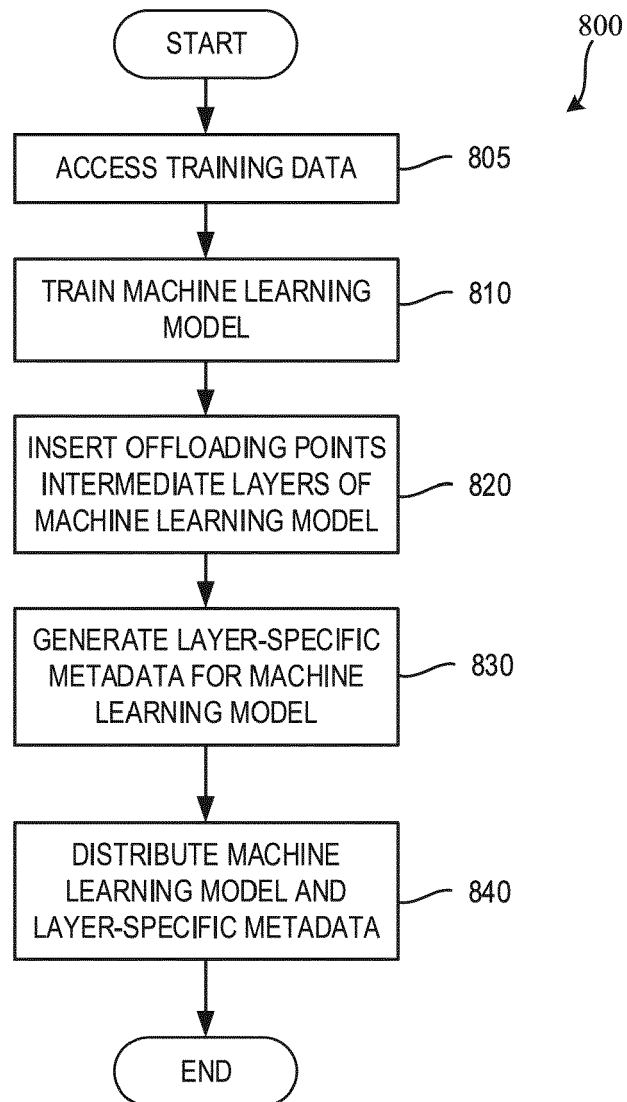 START
800
ACCESS TRAINING DATA
805
TRAIN MACHINE LEARNING
MODEL
810
INSERT OFFLOADING POINTS
INTERMEDIATE LAYERS OF
MACHINE LEARNING MODEL
820
GENERATE LAYER-SPECIFIC
METADATA FOR MACHINE
LEARNING MODEL
830
DISTRIBUTE MACHINE
LEARNING MODEL AND
LAYER-SPECIFIC METADATA
840
END